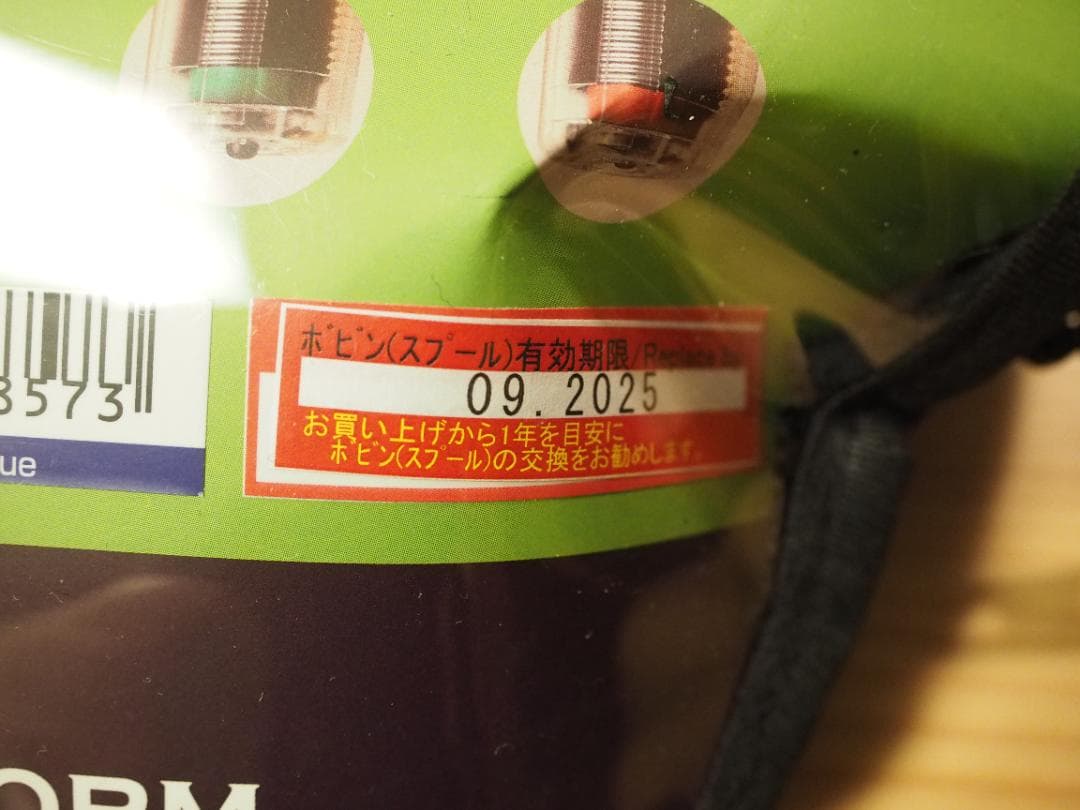 8573
ue
ボビン(スプール)有効期限/Replace
09.2025
お買い上げから1年を目安に
ボビン(スプール)の交換をお勧めします。
ORM